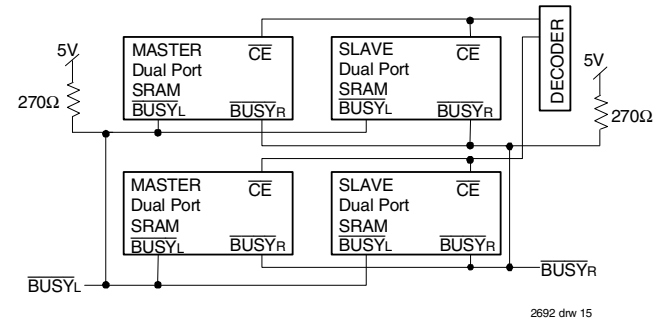 MASTER
Dual Port
SRAM
CE
BUSYL
BUSYR
SLAVE
Dual Port
SRAM
CE
BUSYL
BUSYR
DECODER
5V
270Ω
5V
270Ω
MASTER
Dual Port
SRAM
CE
BUSYL
BUSYR
SLAVE
Dual Port
SRAM
CE
BUSYL
BUSYR
BUSYL
BUSYR
2692 drw 15